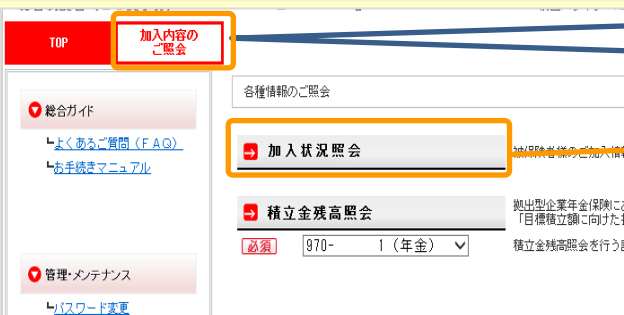 TOP
加入内容の
ご照会
各種情報のご照会
総合ガイド
よくあるご質問（FAQ）
お手続きマニュアル
加入状況照会
積立金残高照会
拠出型企業年金保険に
「目標積立額に向けた
必須
970- 1（年金）
積立金残高照会を行う
管理・メンテナンス
パスワード変更